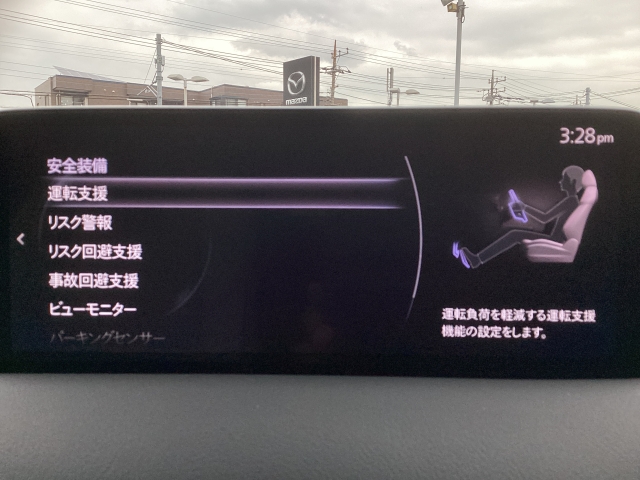 mazda
3:28pm
安全装備
運転支援
リスク警報
リスク回避支援
事故回避支援
ビューモニター
パーキングセンサー
運転負荷を軽減する運転支援
機能の設定をします。